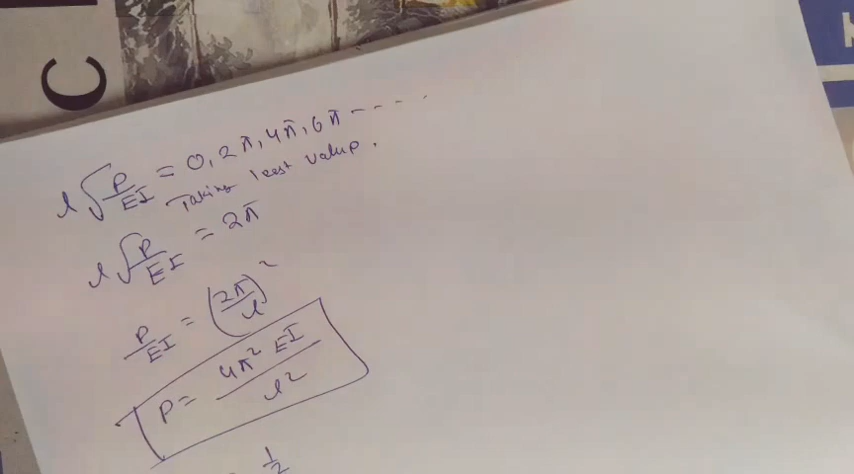 C
l√(P/EI) = 0, 2π, 4π, 6π ----
Taking least value.
l√(P/EI) = 2π
P/EI = (2π/l)²
P = 4π² EI/l²
1/2